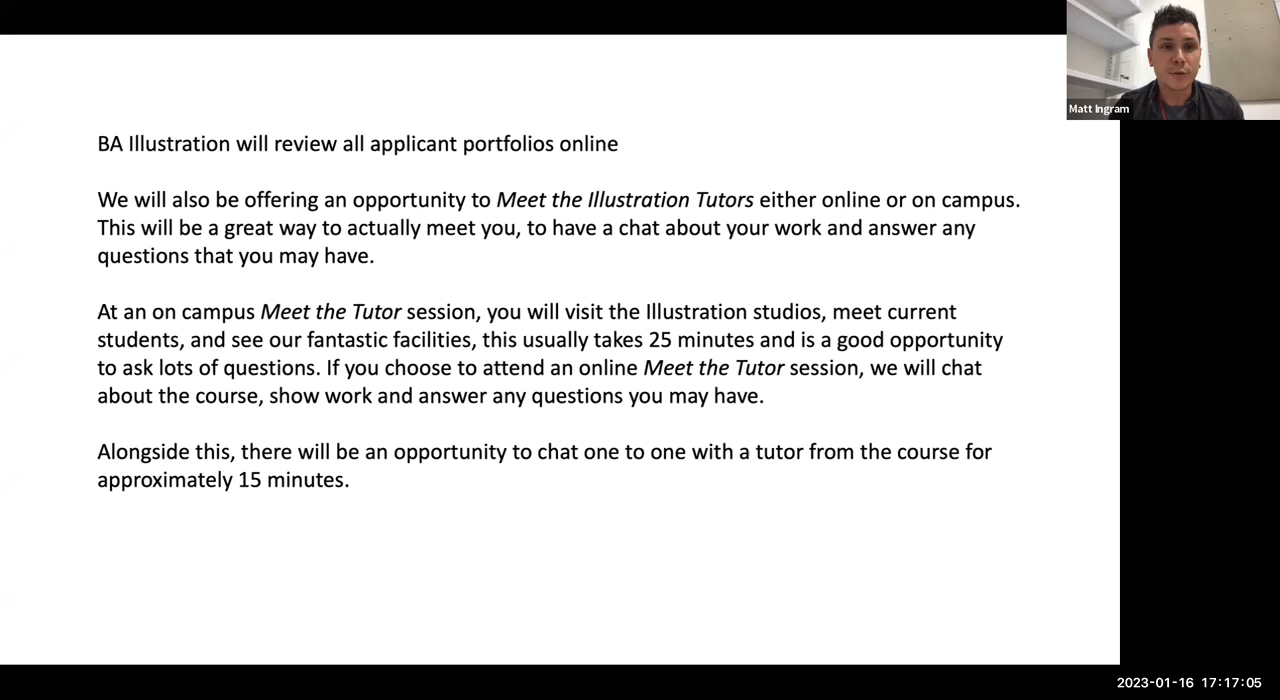 Matt Ingram
BA Illustration will review all applicant portfolios online
We will also be offering an opportunity to Meet the Illustration Tutors either online or on campus.
This will be a great way to actually meet you, to have a chat about your work and answer any
questions that you may have.
At an on campus Meet the Tutor session, you will visit the Illustration studios, meet current
students, and see our fantastic facilities, this usually takes 25 minutes and is a good opportunity
to ask lots of questions. If you choose to attend an online Meet the Tutor session, we will chat
about the course, show work and answer any questions you may have.
Alongside this, there will be an opportunity to chat one to one with a tutor from the course for
approximately 15 minutes.
2023-01-16 17:17:05